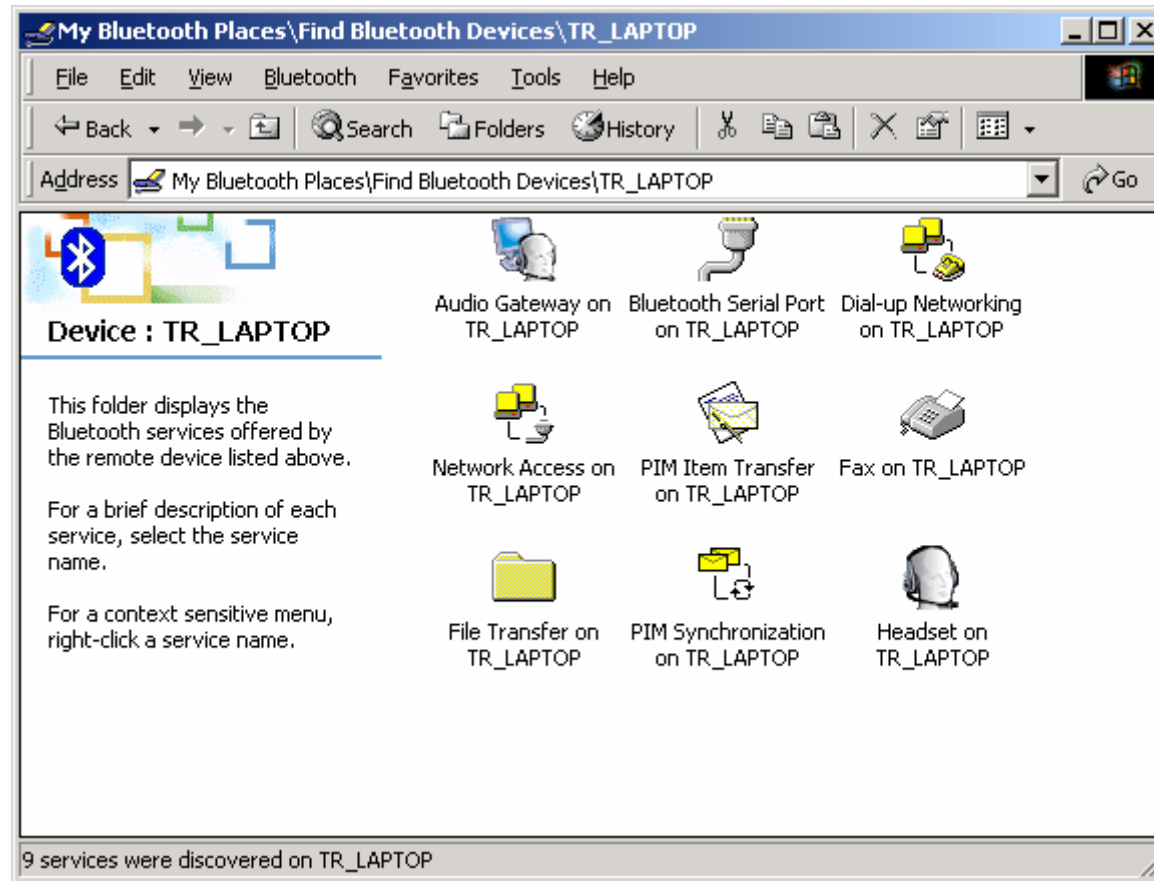 My Bluetooth Places\Find Bluetooth Devices\TR_LAPTOP
File Edit View Bluetooth Favorites Tools Help
Back Search Folders History
Address My Bluetooth Places\Find Bluetooth Devices\TR_LAPTOP Go
Device : TR_LAPTOP
This folder displays the
Bluetooth services offered by
the remote device listed above.
For a brief description of each
service, select the service
name.
For a context sensitive menu,
right-click a service name.
Audio Gateway on
TR_LAPTOP
Bluetooth Serial Port
on TR_LAPTOP
Dial-up Networking
on TR_LAPTOP
Network Access on
TR_LAPTOP
PIM Item Transfer
on TR_LAPTOP
Fax on TR_LAPTOP
File Transfer on
TR_LAPTOP
PIM Synchronization
on TR_LAPTOP
Headset on
TR_LAPTOP
9 services were discovered on TR_LAPTOP